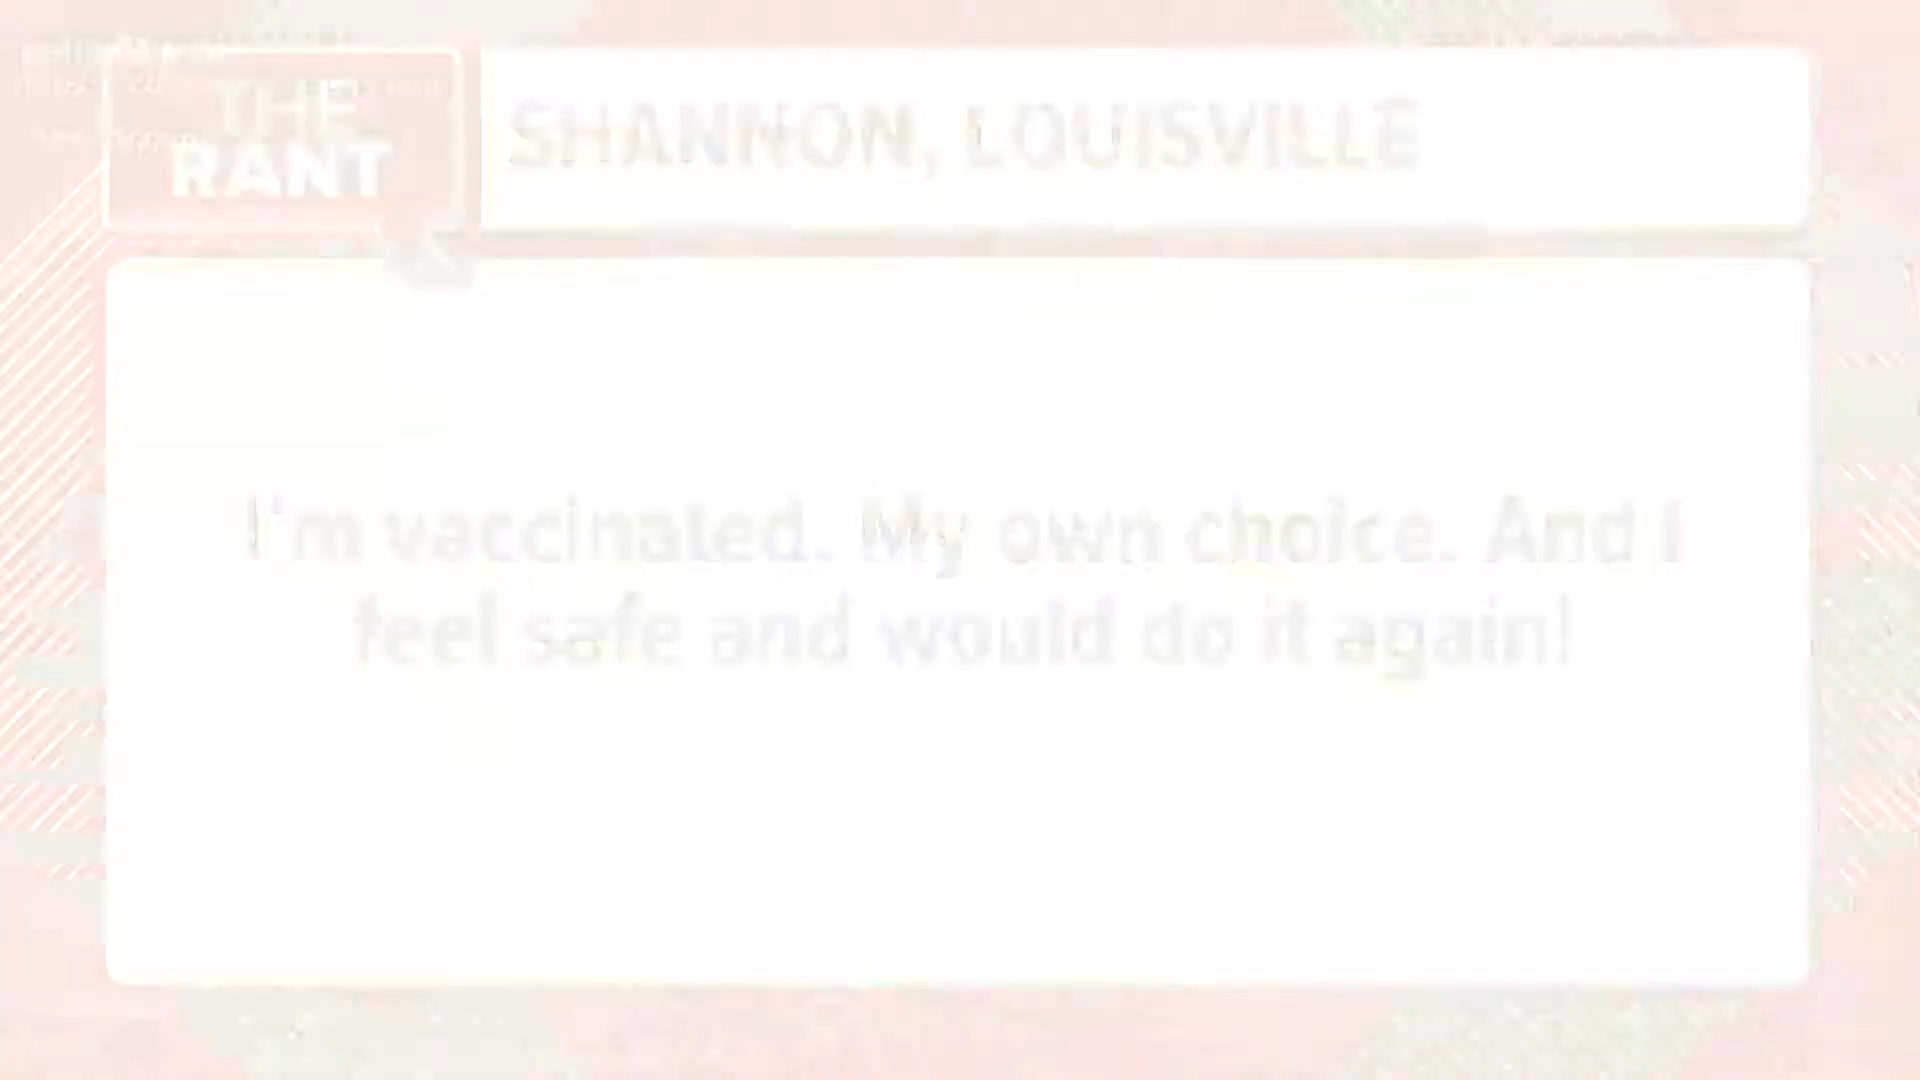 THE
RANT
SHANNON, LOUISVILLE
I'm vaccinated. My own choice. And I
feel safe and would do it again!